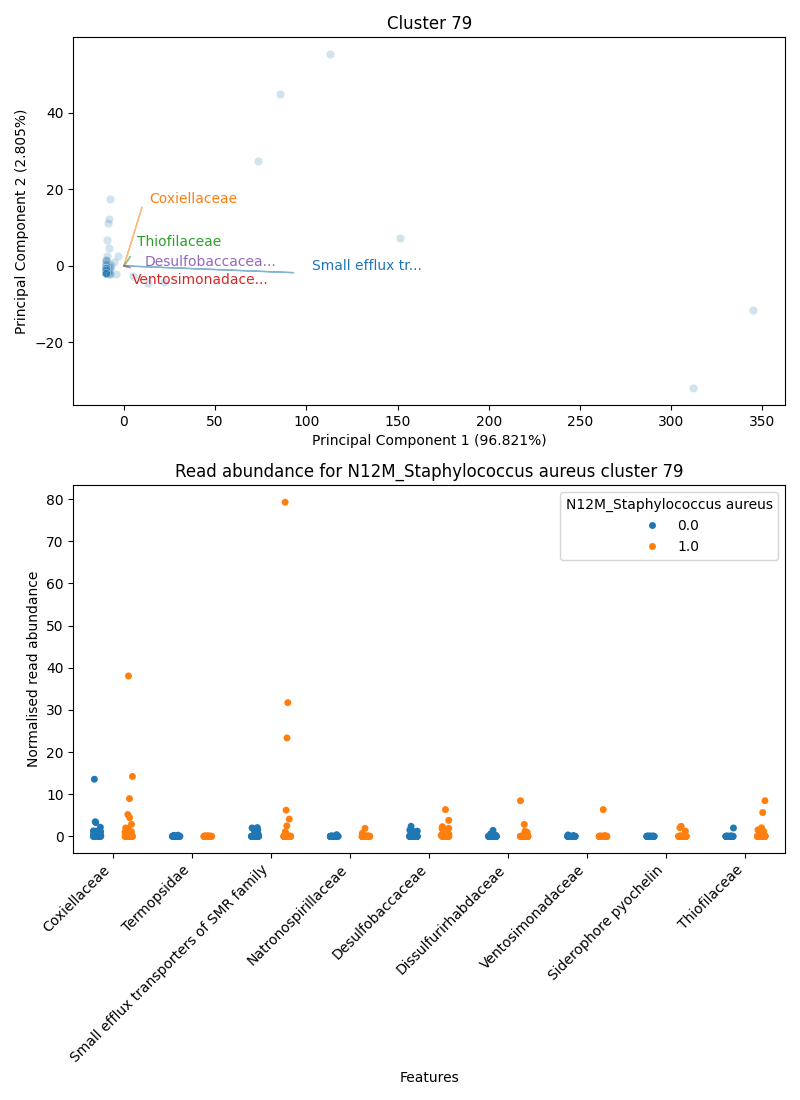 Cluster 79
Principal Component 2 (2.805%)
40
20
0
−20
Coxiellaceae
Thiofilaceae
Desulfobaccacea...
Small efflux tr...
Ventosimonadace...
0
50
100
150
200
250
300
350
Principal Component 1 (96.821%)
Read abundance for N12M_Staphylococcus aureus cluster 79
Normalised read abundance
80
70
60
50
40
30
20
10
0
N12M_Staphylococcus aureus
0.0
1.0
Coxiellaceae
Termopsidae
Small efflux transporters of SMR family
Natronospirillaceae
Desulfobaccaceae
Dissulfurirhabdaceae
Ventosimonadaceae
Siderophore pyochelin
Thiofilaceae
Features